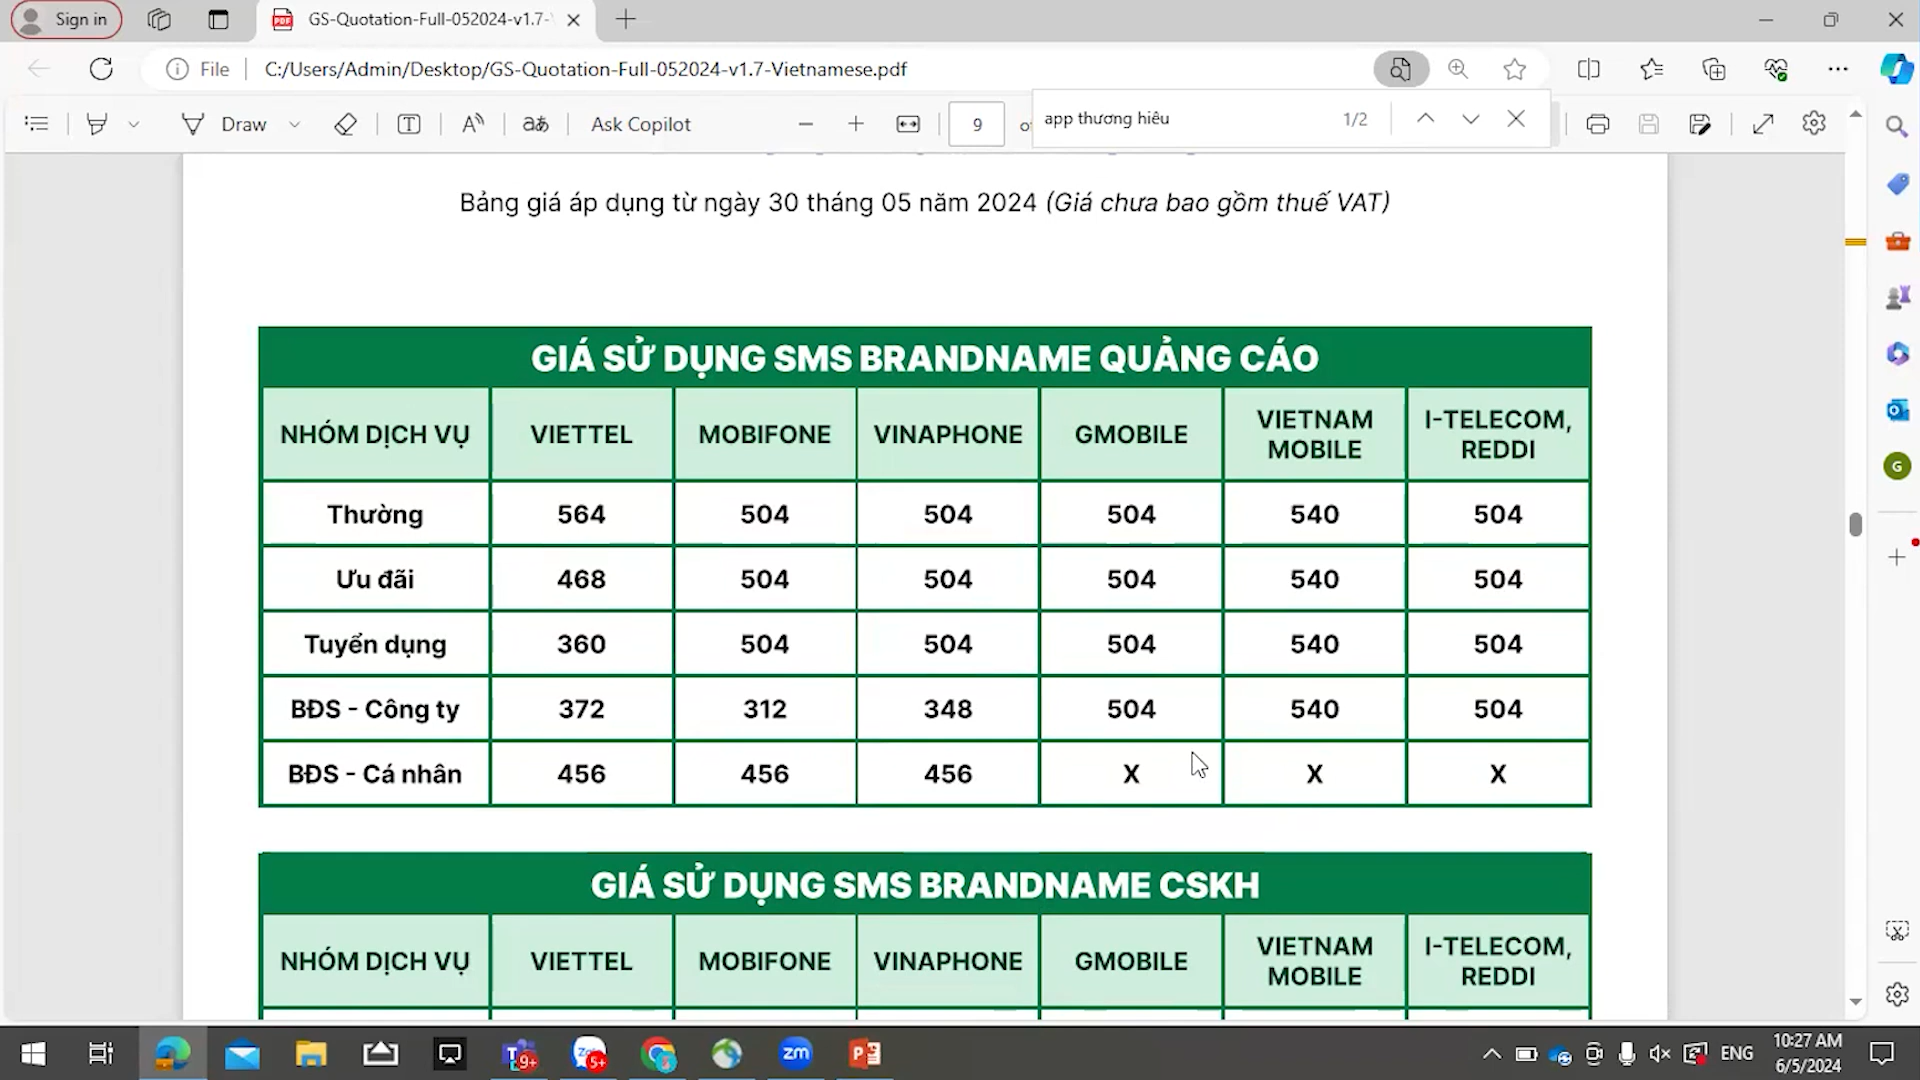 Sign in
GS-Quotation-Full-052024-v1.7-
File
C:/Users/Admin/Desktop/GS-Quotation-Full-052024-v1.7-Vietnamese.pdf
Draw
Ask Copilot
9
app thương hiêu
1/2
Bảng giá áp dụng từ ngày 30 tháng 05 năm 2024 (Giá chưa bao gồm thuế VAT)
GIÁ SỬ DỤNG SMS BRANDNAME QUẢNG CÁO
NHÓM DỊCH VỤ VIETTEL MOBIFONE VINAPHONE GMOBILE VIETNAM MOBILE I-TELECOM, REDDI
Thường 564 504 504 504 540 504
Ưu đãi 468 504 504 504 540 504
Tuyển dụng 360 504 504 504 540 504
BĐS - Công ty 372 312 348 504 540 504
BĐS - Cá nhân 456 456 456 X X X
GIÁ SỬ DỤNG SMS BRANDNAME CSKH
NHÓM DỊCH VỤ VIETTEL MOBIFONE VINAPHONE GMOBILE VIETNAM MOBILE I-TELECOM, REDDI
G
9+
5+
zm
ENG
10:27 AM
6/5/2024